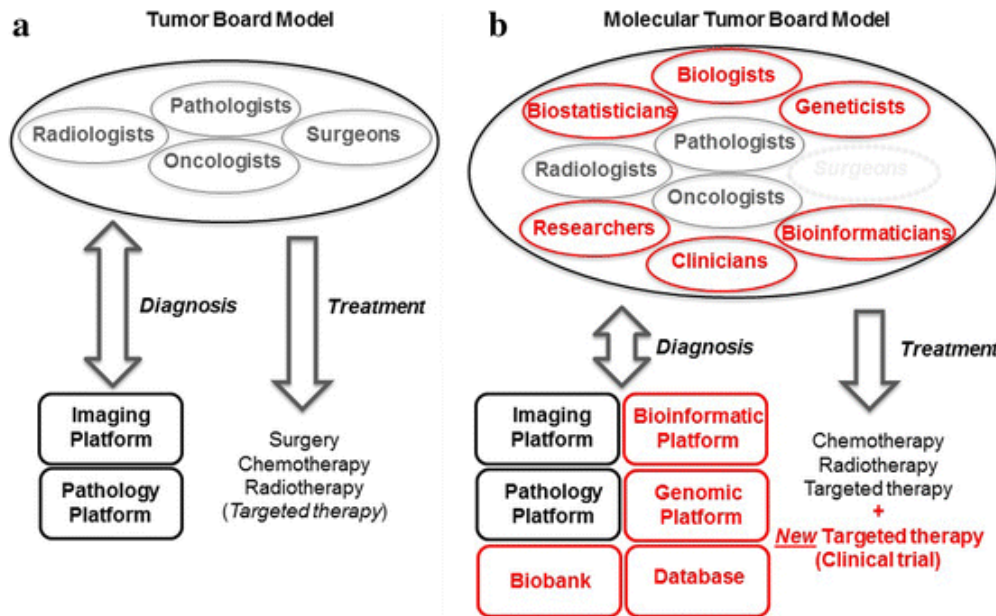 a
Tumor Board Model
Pathologists
Radiologists
Surgeons
Oncologists
Diagnosis
Treatment
Imaging
Platform
Pathology
Platform
Surgery
Chemotherapy
Radiotherapy
(Targeted therapy)
b
Molecular Tumor Board Model
Biologists
Biostatisticians
Geneticists
Pathologists
Radiologists
Surgeons
Oncologists
Researchers
Bioinformaticians
Clinicians
Diagnosis
Treatment
Imaging
Platform
Bioinformatic
Platform
Pathology
Platform
Genomic
Platform
Biobank
Database
Chemotherapy
Radiotherapy
Targeted therapy
+
New Targeted therapy
(Clinical trial)